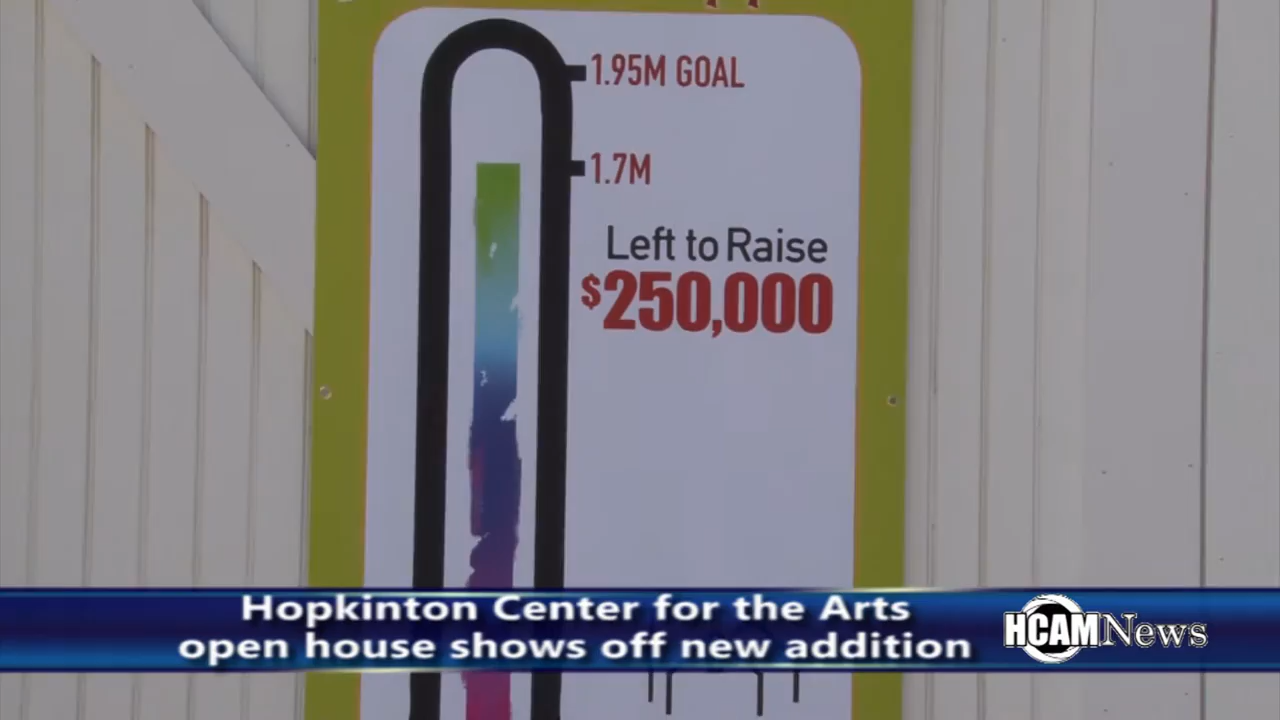 1.95M GOAL
1.7M
Left to Raise
$250,000
Hopkinton Center for the Arts
open house shows off new addition
HCAM News